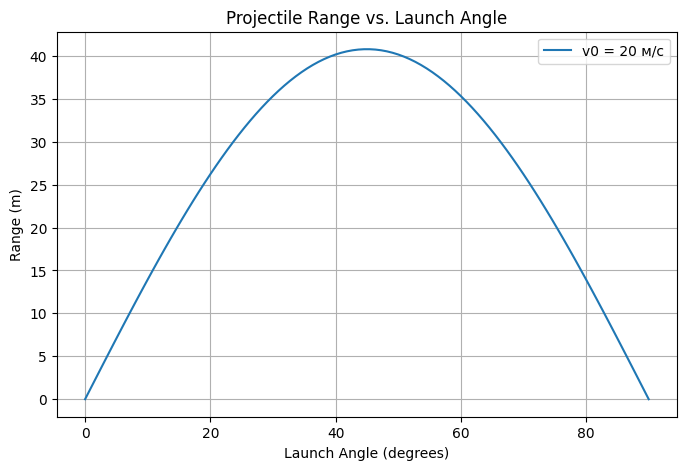 Projectile Range vs. Launch Angle
v0 = 20 м/с
Range (m)
40
35
30
25
20
15
10
5
0
0 20 40 60 80
Launch Angle (degrees)